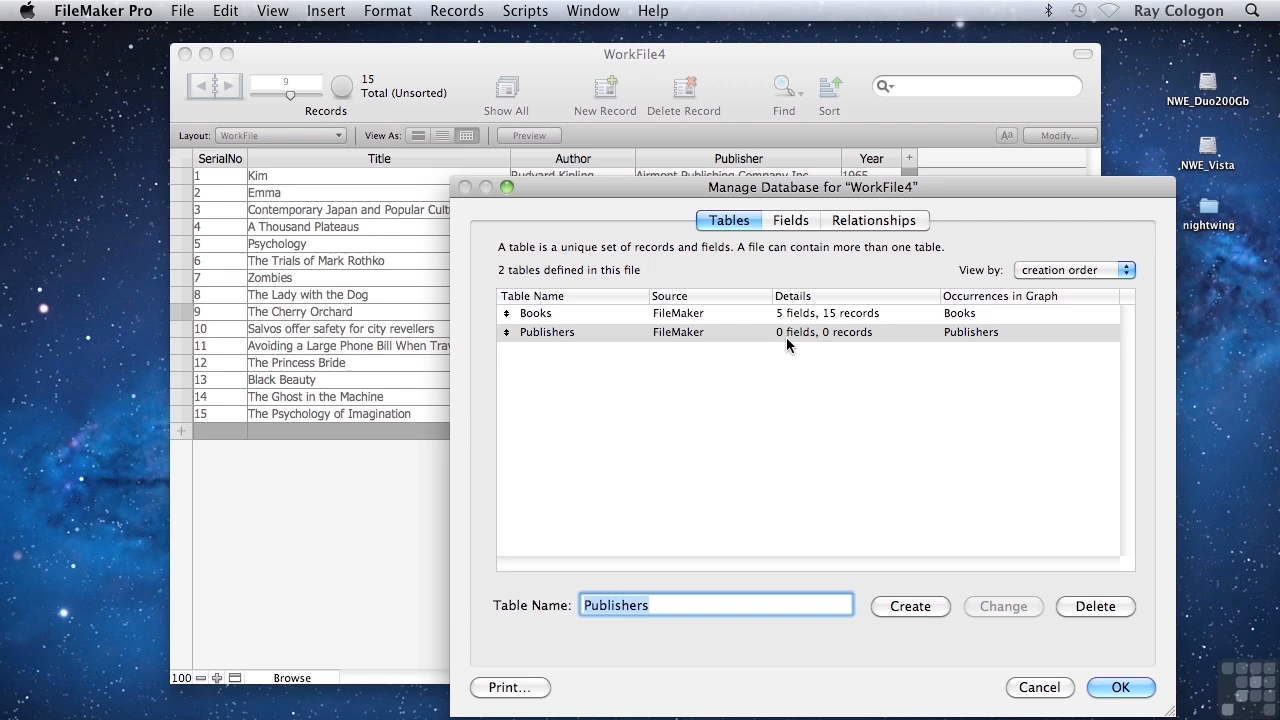 FileMaker Pro File Edit View Insert Format Records Scripts Window Help Ray Cologon
WorkFile4
9
15
Total (Unsorted)
Records Show All New Record Delete Record Find Sort
Layout: WorkFile View As: Preview Aa Modify...
SerialNo Title Author Publisher Year +
1 Kim Rudyard Kipling Airmont Publishing Company Inc 1965
2 Emma
3 Contemporary Japan and Popular Cult
4 A Thousand Plateaus
5 Psychology
6 The Trials of Mark Rothko
7 Zombies
8 The Lady with the Dog
9 The Cherry Orchard
10 Salvos offer safety for city revellers
11 Avoiding a Large Phone Bill When Trav
12 The Princess Bride
13 Black Beauty
14 The Ghost in the Machine
15 The Psychology of Imagination
+
100 Browse
Manage Database for “WorkFile4”
Tables Fields Relationships
A table is a unique set of records and fields. A file can contain more than one table.
2 tables defined in this file View by: creation order
Table Name Source Details Occurrences in Graph
Books FileMaker 5 fields, 15 records Books
Publishers FileMaker 0 fields, 0 records Publishers
Table Name: Publishers Create Change Delete
Print... Cancel OK
NWE_Duo200Gb
NWE_Vista
nightwing